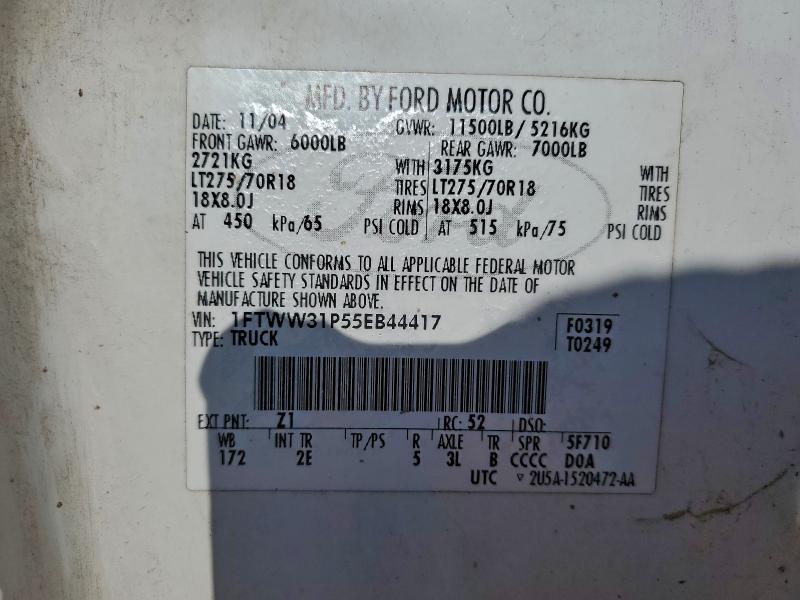 MFD. BY FORD MOTOR CO.
DATE: 11/04 GVWR: 11500LB/ 5216KG
FRONT GAWR: 6000LB REAR GAWR: 7000LB
2721KG WITH 3175KG WITH
LT275/70R18 TIRES LT275/70R18 TIRES
18X8.0J RIMS 18X8.0J RIMS
AT 450 kPa/65 PSI COLD AT 515 kPa/75 PSI COLD
Ford
THIS VEHICLE CONFORMS TO ALL APPLICABLE FEDERAL MOTOR
VEHICLE SAFETY STANDARDS IN EFFECT ON THE DATE OF
MANUFACTURE SHOWN ABOVE.
VIN: 1FTWW31P55EB44417 F0319
TYPE: TRUCK T0249
EXT PNT: Z1 RC: 52 DSO:
WB INT TR TP/PS R AXLE TR SPR 5F710
172 2E - 5 3L B CCCC DOA
UTC ▽ 2U5A-1520472-AA